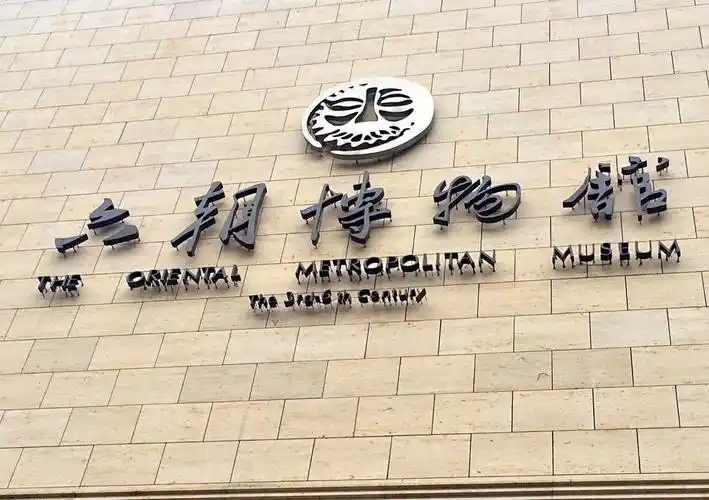 六朝博物馆
THE ORIENTAL METROPOLITAN MUSEUM
The 3rd-6th Century